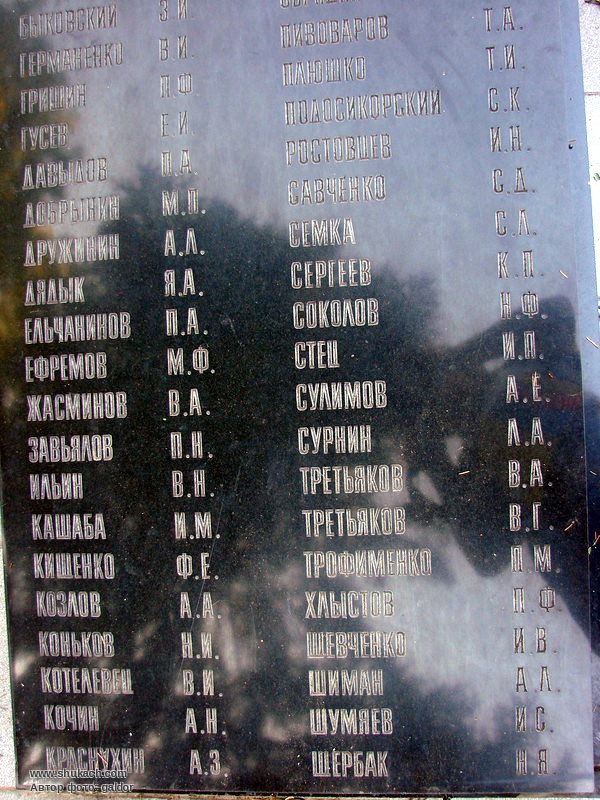 БЫКОВСКИЙ З.И.
ГЕРМАНЕНКО В.И.
ГРИШИН П.Ф.
ГУСЕВ Е.И.
ДАВЫДОВ П.А.
ДОБРЫНИН М.П.
ДРУЖИНИН А.Л.
ДЯДЫК Я.А.
ЕЛЬЧАНИНОВ П.А.
ЕФРЕМОВ М.Ф.
ЖАСМИНОВ В.А.
ЗАВЬЯЛОВ П.Н.
ИЛЬИН В.Н.
КАШАБА И.М.
КИЩЕНКО Ф.Е.
КОЗЛОВ А.А.
КОНЬКОВ Н.И.
КОТЕЛЕВЕЦ В.И.
КОЧИН А.Н.
КРАСНУХИН А.З.
ПИВОВАРОВ Т.А.
ПЛЮШКО Т.И.
ПОДОСИКОРСКИЙ С.К.
РОСТОВЦЕВ И.Н.
САВЧЕНКО С.Д.
СЕМКА С.Л.
СЕРГЕЕВ К.П.
СОКОЛОВ Н.Ф.
СТЕЦ И.П.
СУЛИМОВ А.Е.
СУРНИН Л.А.
ТРЕТЬЯКОВ В.А.
ТРЕТЬЯКОВ В.Г.
ТРОФИМЕНКО П.М.
ХЛЫСТОВ П.Ф.
ШЕВЧЕНКО И.В.
ШИМАН А.Л.
ШУМЯЕВ И.С.
ЩЕРБАК Н.Я.
www.shukach.com
Автор фото: galdor